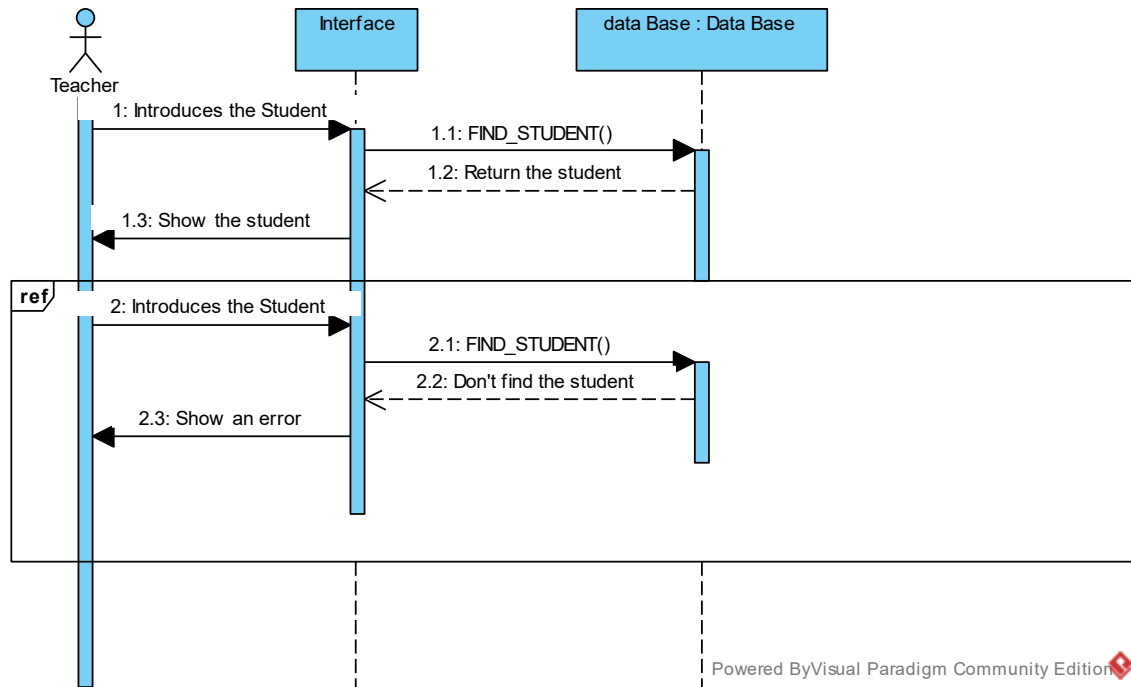 Interface
data Base : Data Base
Teacher
1: Introduces the Student
1.1: FIND_STUDENT()
1.2: Return the student
1.3: Show the student
ref
2: Introduces the Student
2.1: FIND_STUDENT()
2.2: Don't find the student
2.3: Show an error
Powered ByVisual Paradigm Community Edition